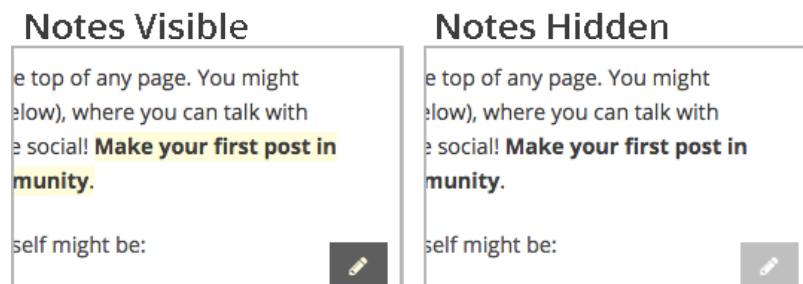 Notes Visible
e top of any page. You might
elow), where you can talk with
e social! Make your first post in
munity.
self might be:
Notes Hidden
e top of any page. You might
elow), where you can talk with
e social! Make your first post in
munity.
self might be: